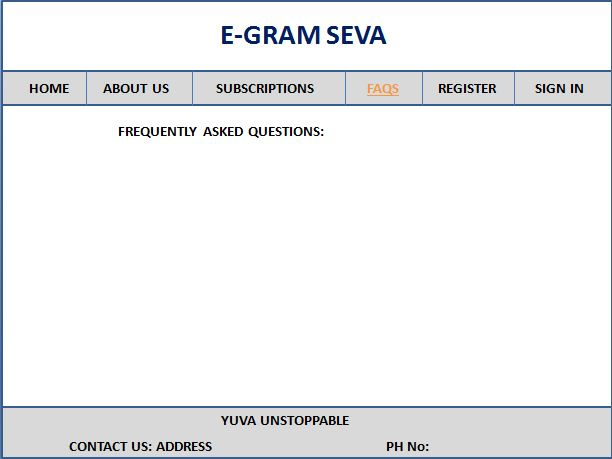 E-GRAM SEVA
HOME ABOUT US SUBSCRIPTIONS FAQS REGISTER SIGN IN
FREQUENTLY ASKED QUESTIONS:
YUVA UNSTOPPABLE
CONTACT US: ADDRESS PH No: